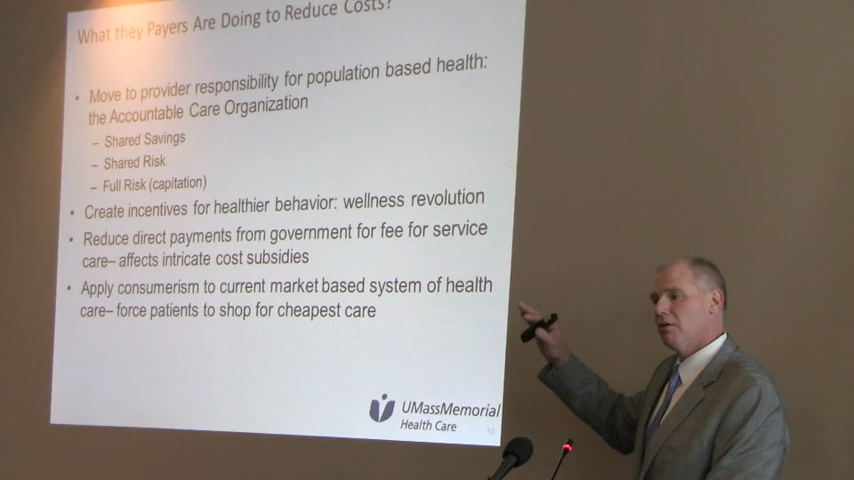 What they Payers Are Doing to Reduce Costs?
• Move to provider responsibility for population based health:
the Accountable Care Organization
– Shared Savings
– Shared Risk
– Full Risk (capitation)
• Create incentives for healthier behavior: wellness revolution
• Reduce direct payments from government for fee for service
care– affects intricate cost subsidies
• Apply consumerism to current market based system of health
care– force patients to shop for cheapest care
UMassMemorial
Health Care
10